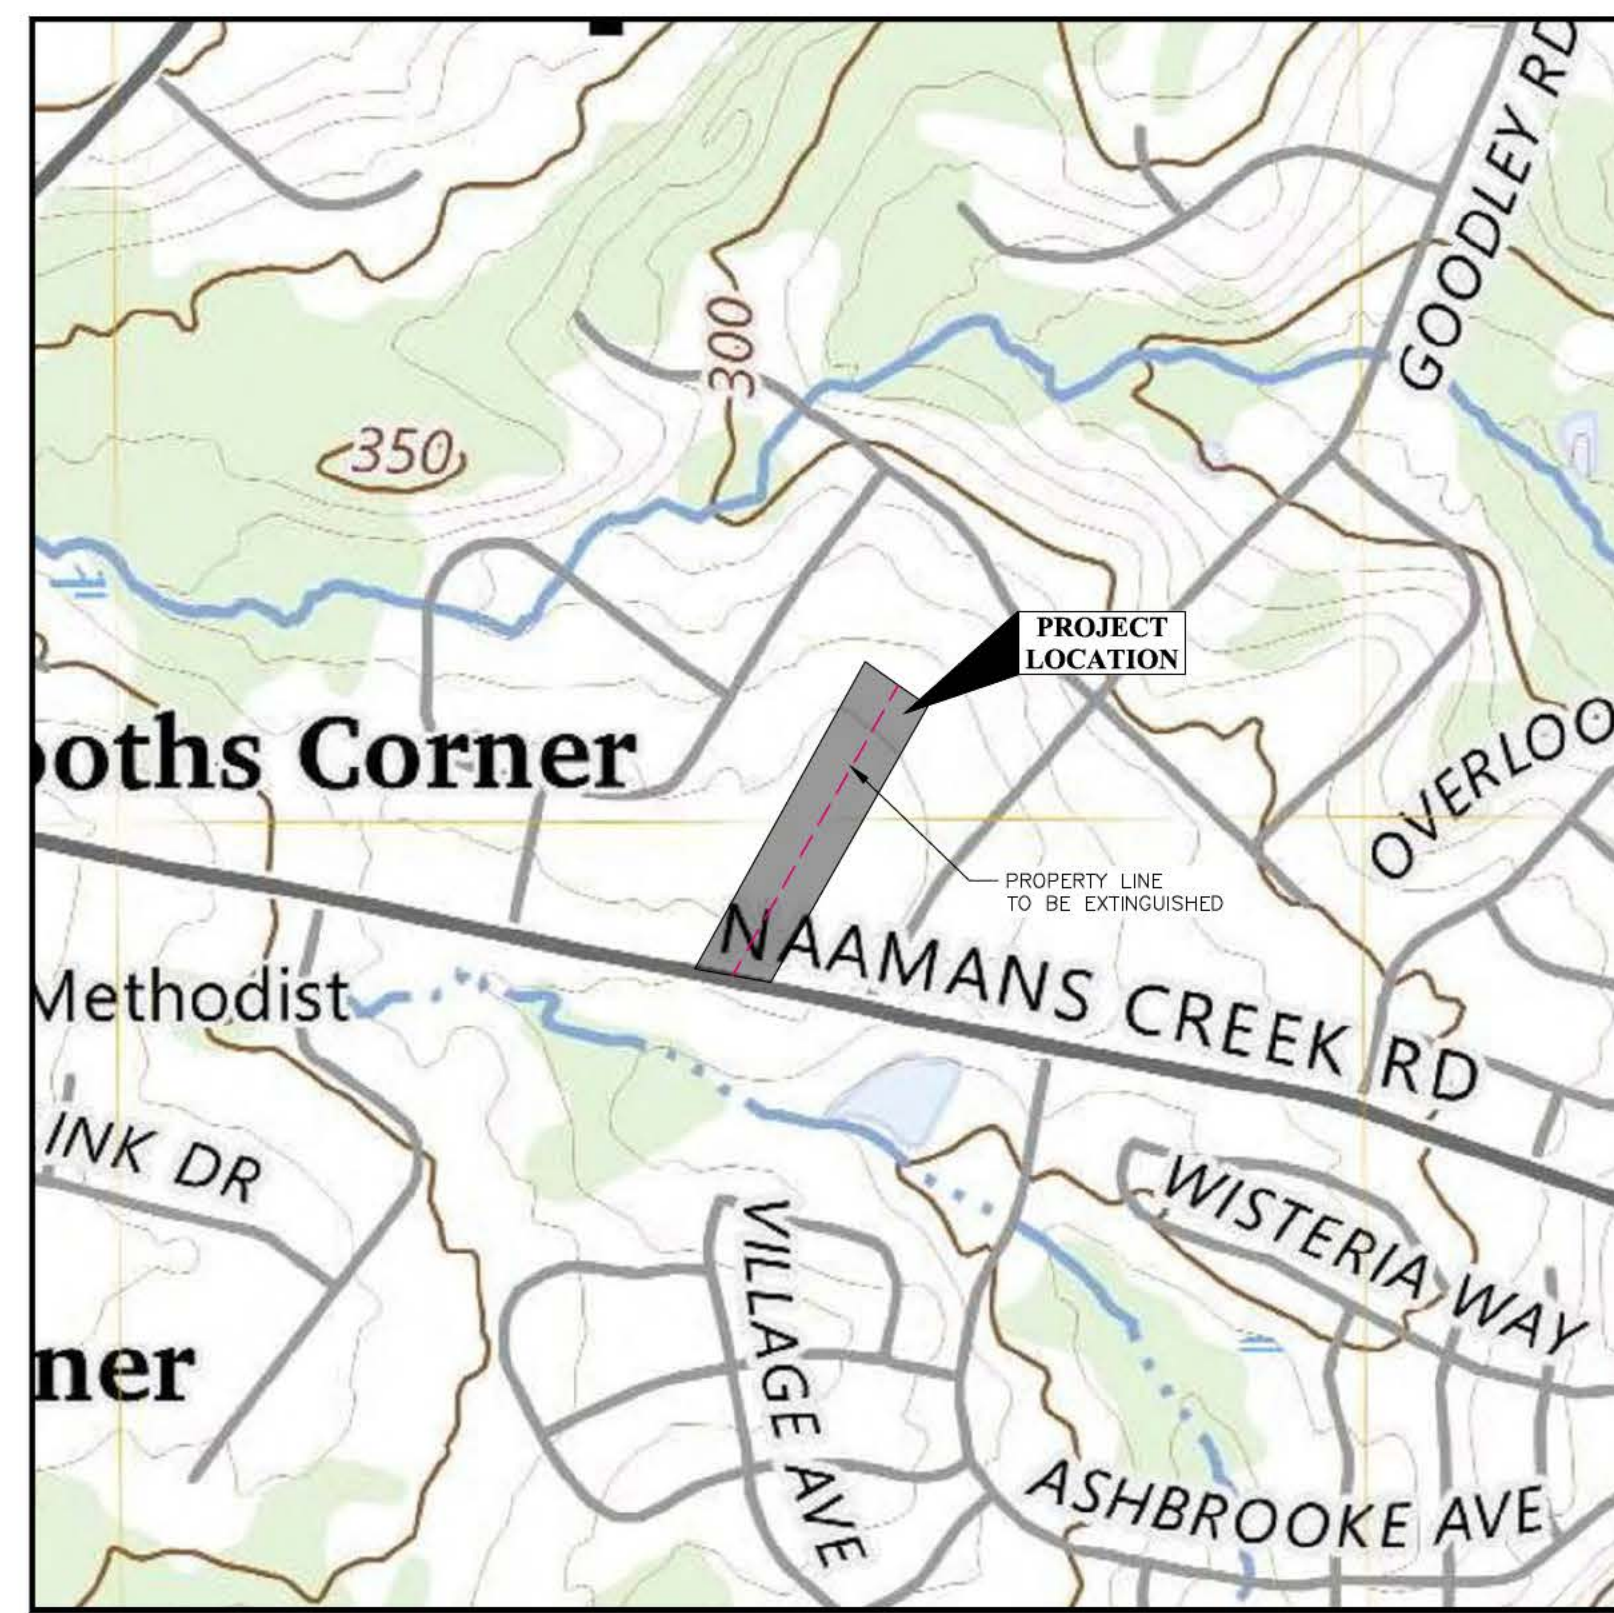 GOODLEY RD
300
350
PROJECT
LOCATION
ooths Corner
OVERLOO
PROPERTY LINE
TO BE EXTINGUISHED
NAAMANS CREEK RD
Methodist
INK DR
WISTERIA WAY
VILLAGE AVE
ner
ASHBROOKE AVE